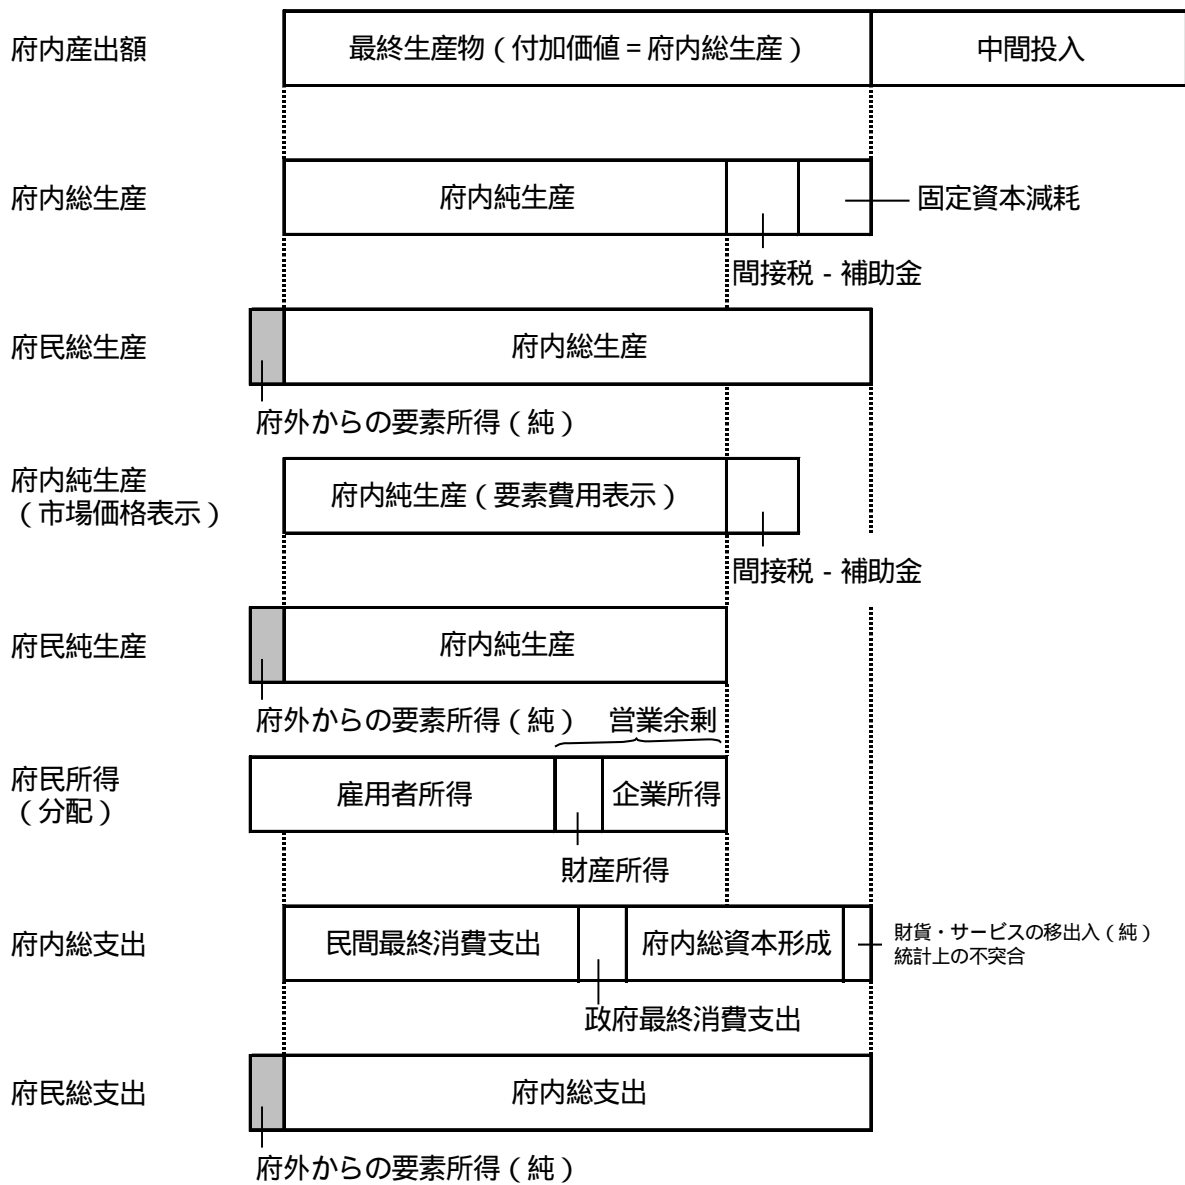 府内産出額
最終生産物（付加価値＝府内総生産）
中間投入
府内総生産
府内純生産
固定資本減耗
間接税 - 補助金
府民総生産
府内総生産
府外からの要素所得（純）
府内純生産
（市場価格表示）
府内純生産（要素費用表示）
間接税 - 補助金
府民純生産
府内純生産
府外からの要素所得（純）
営業余剰
府民所得
（分配）
雇用者所得
企業所得
財産所得
府内総支出
民間最終消費支出
府内総資本形成
財貨・サービスの移出入（純）
統計上の不突合
政府最終消費支出
府民総支出
府内総支出
府外からの要素所得（純）